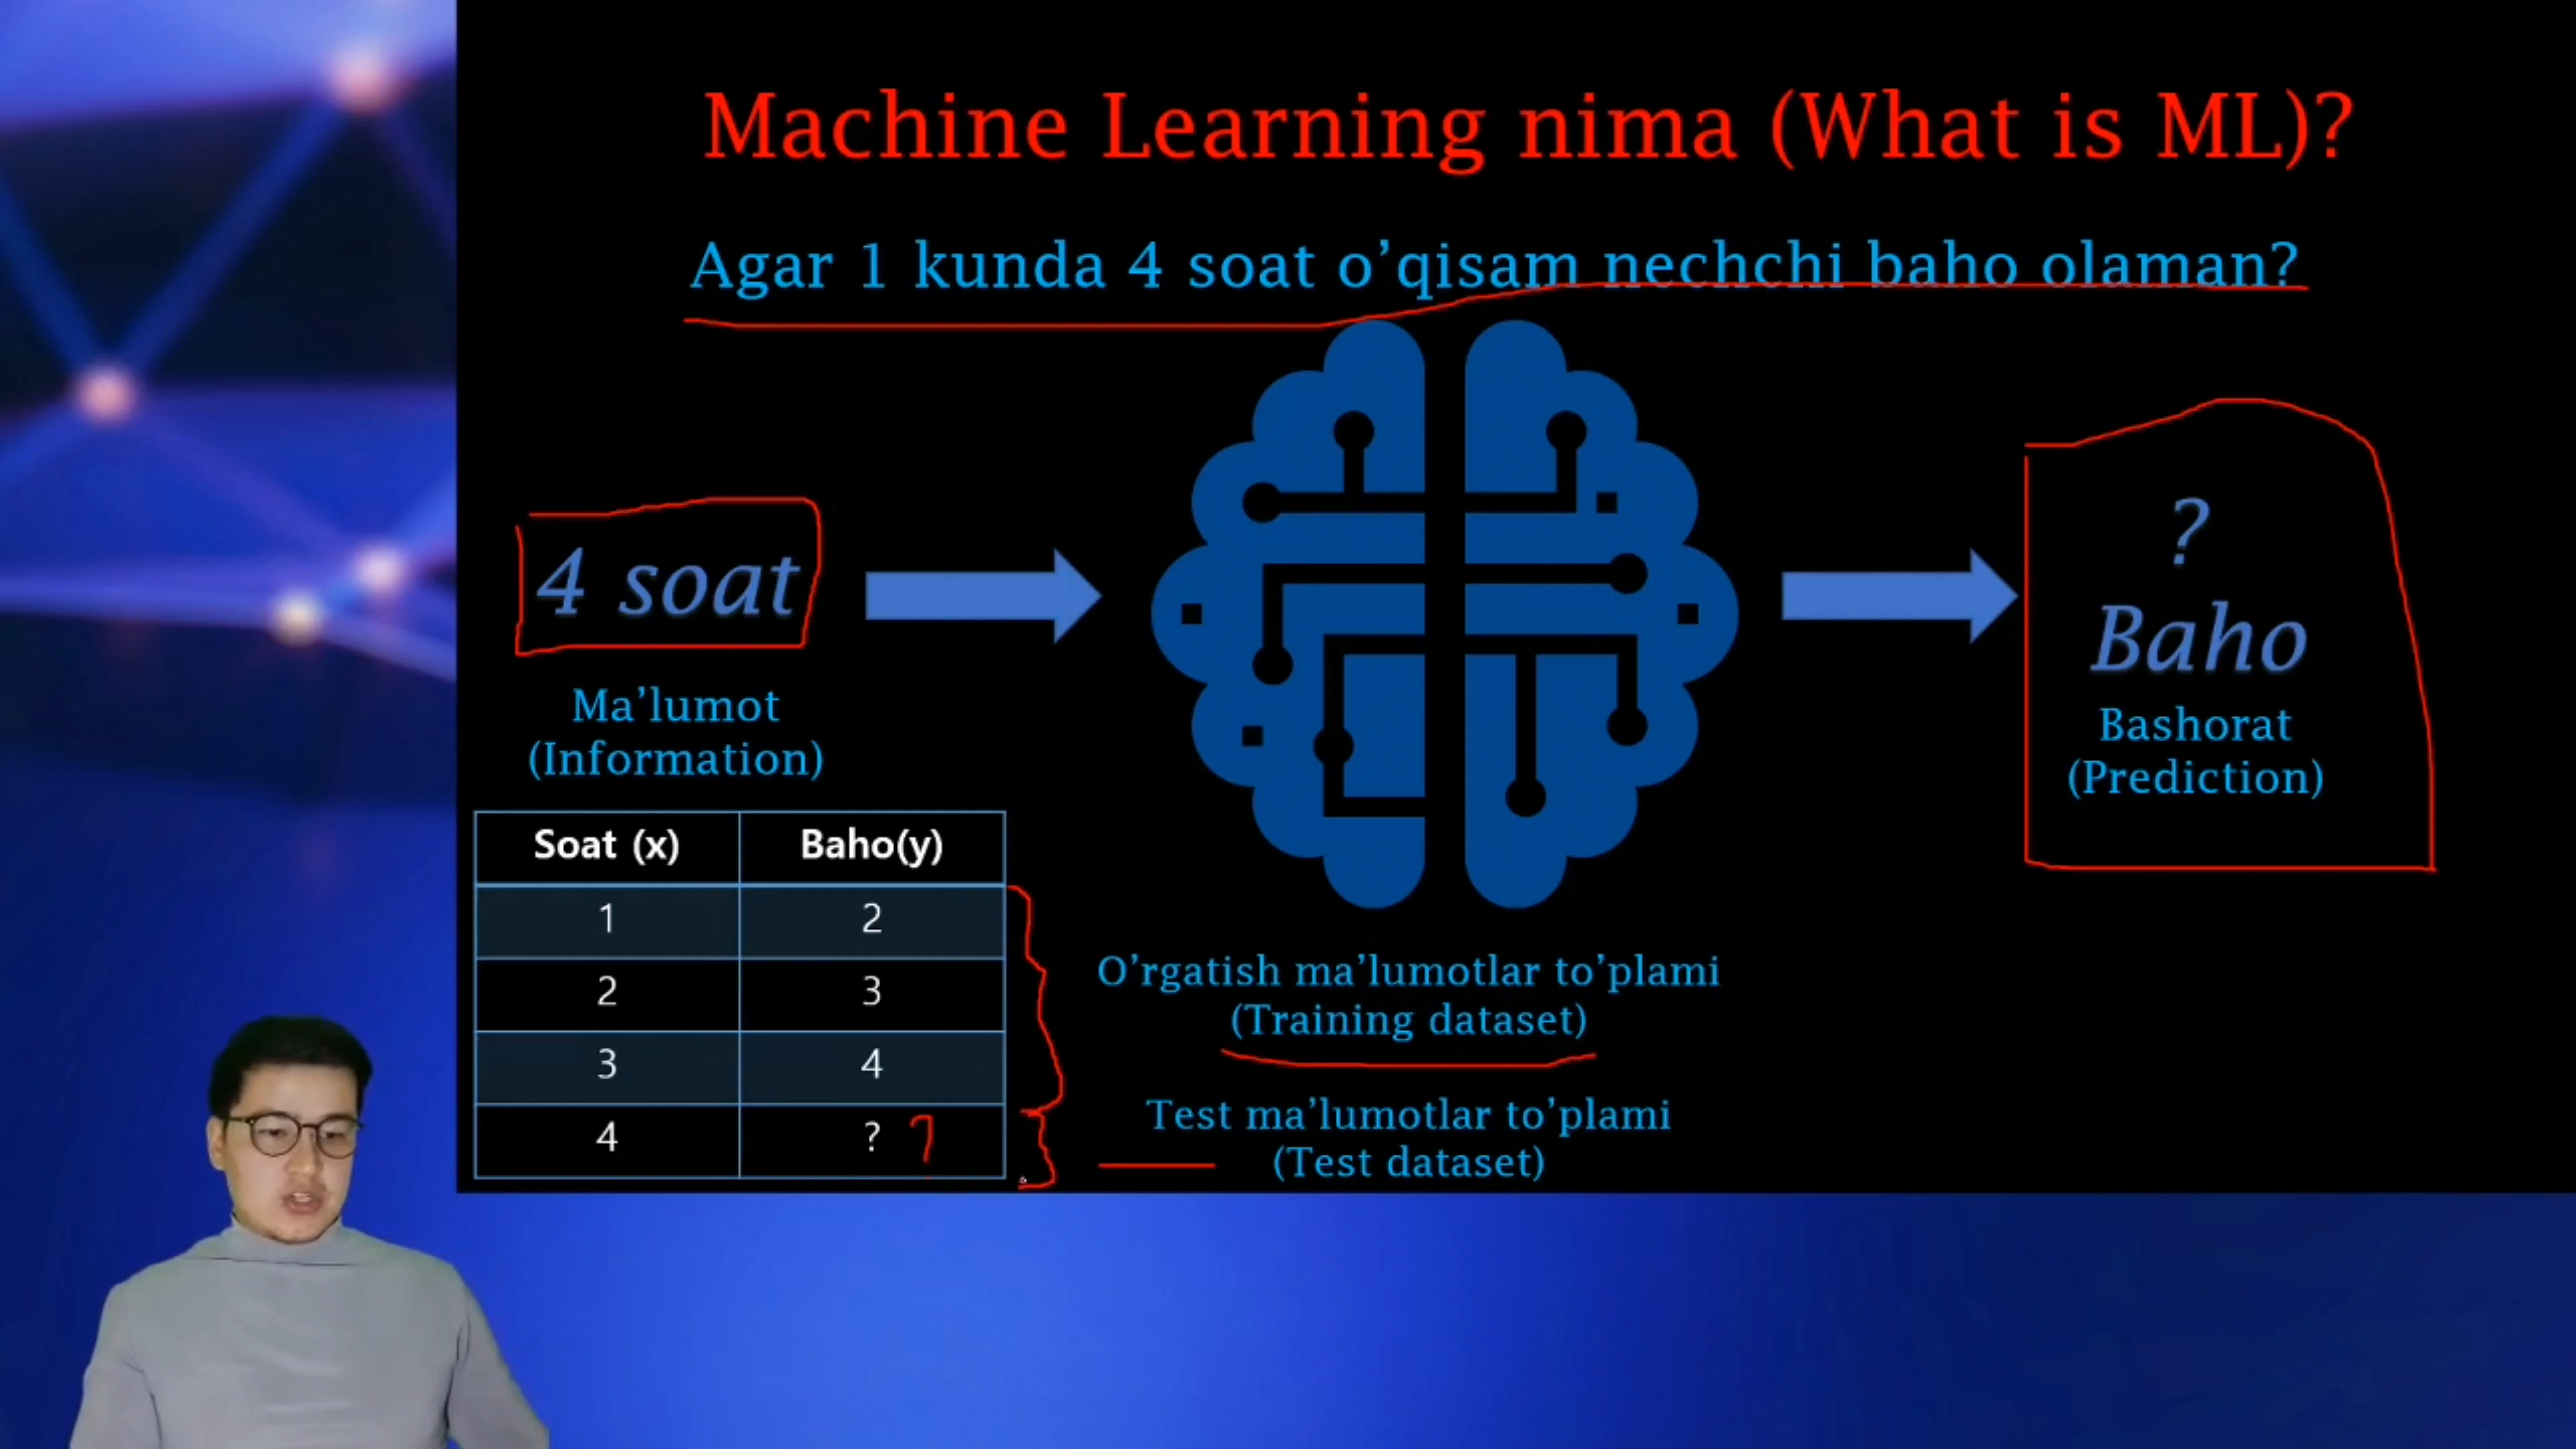 Machine Learning nima (What is ML)?
Agar 1 kunda 4 soat o’qisam nechchi baho olaman?
4 soat
Ma’lumot
(Information)
?
Baho
Bashorat
(Prediction)
Soat (x) Baho(y)
1 2
2 3
3 4
4 ? ?
O’rgatish ma’lumotlar to’plami
(Training dataset)
Test ma’lumotlar to’plami
(Test dataset)